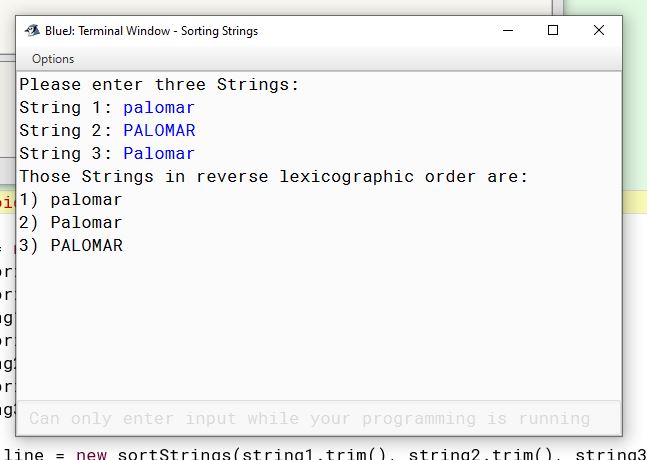 BlueJ: Terminal Window - Sorting Strings
Options
Please enter three Strings:
String 1: palomar
String 2: PALOMAR
String 3: Palomar
Those Strings in reverse lexicographic order are:
1) palomar
2) Palomar
3) PALOMAR
Can only enter input while your programming is running
line = new sortStrings(string1.trim(), string2.trim(), string3